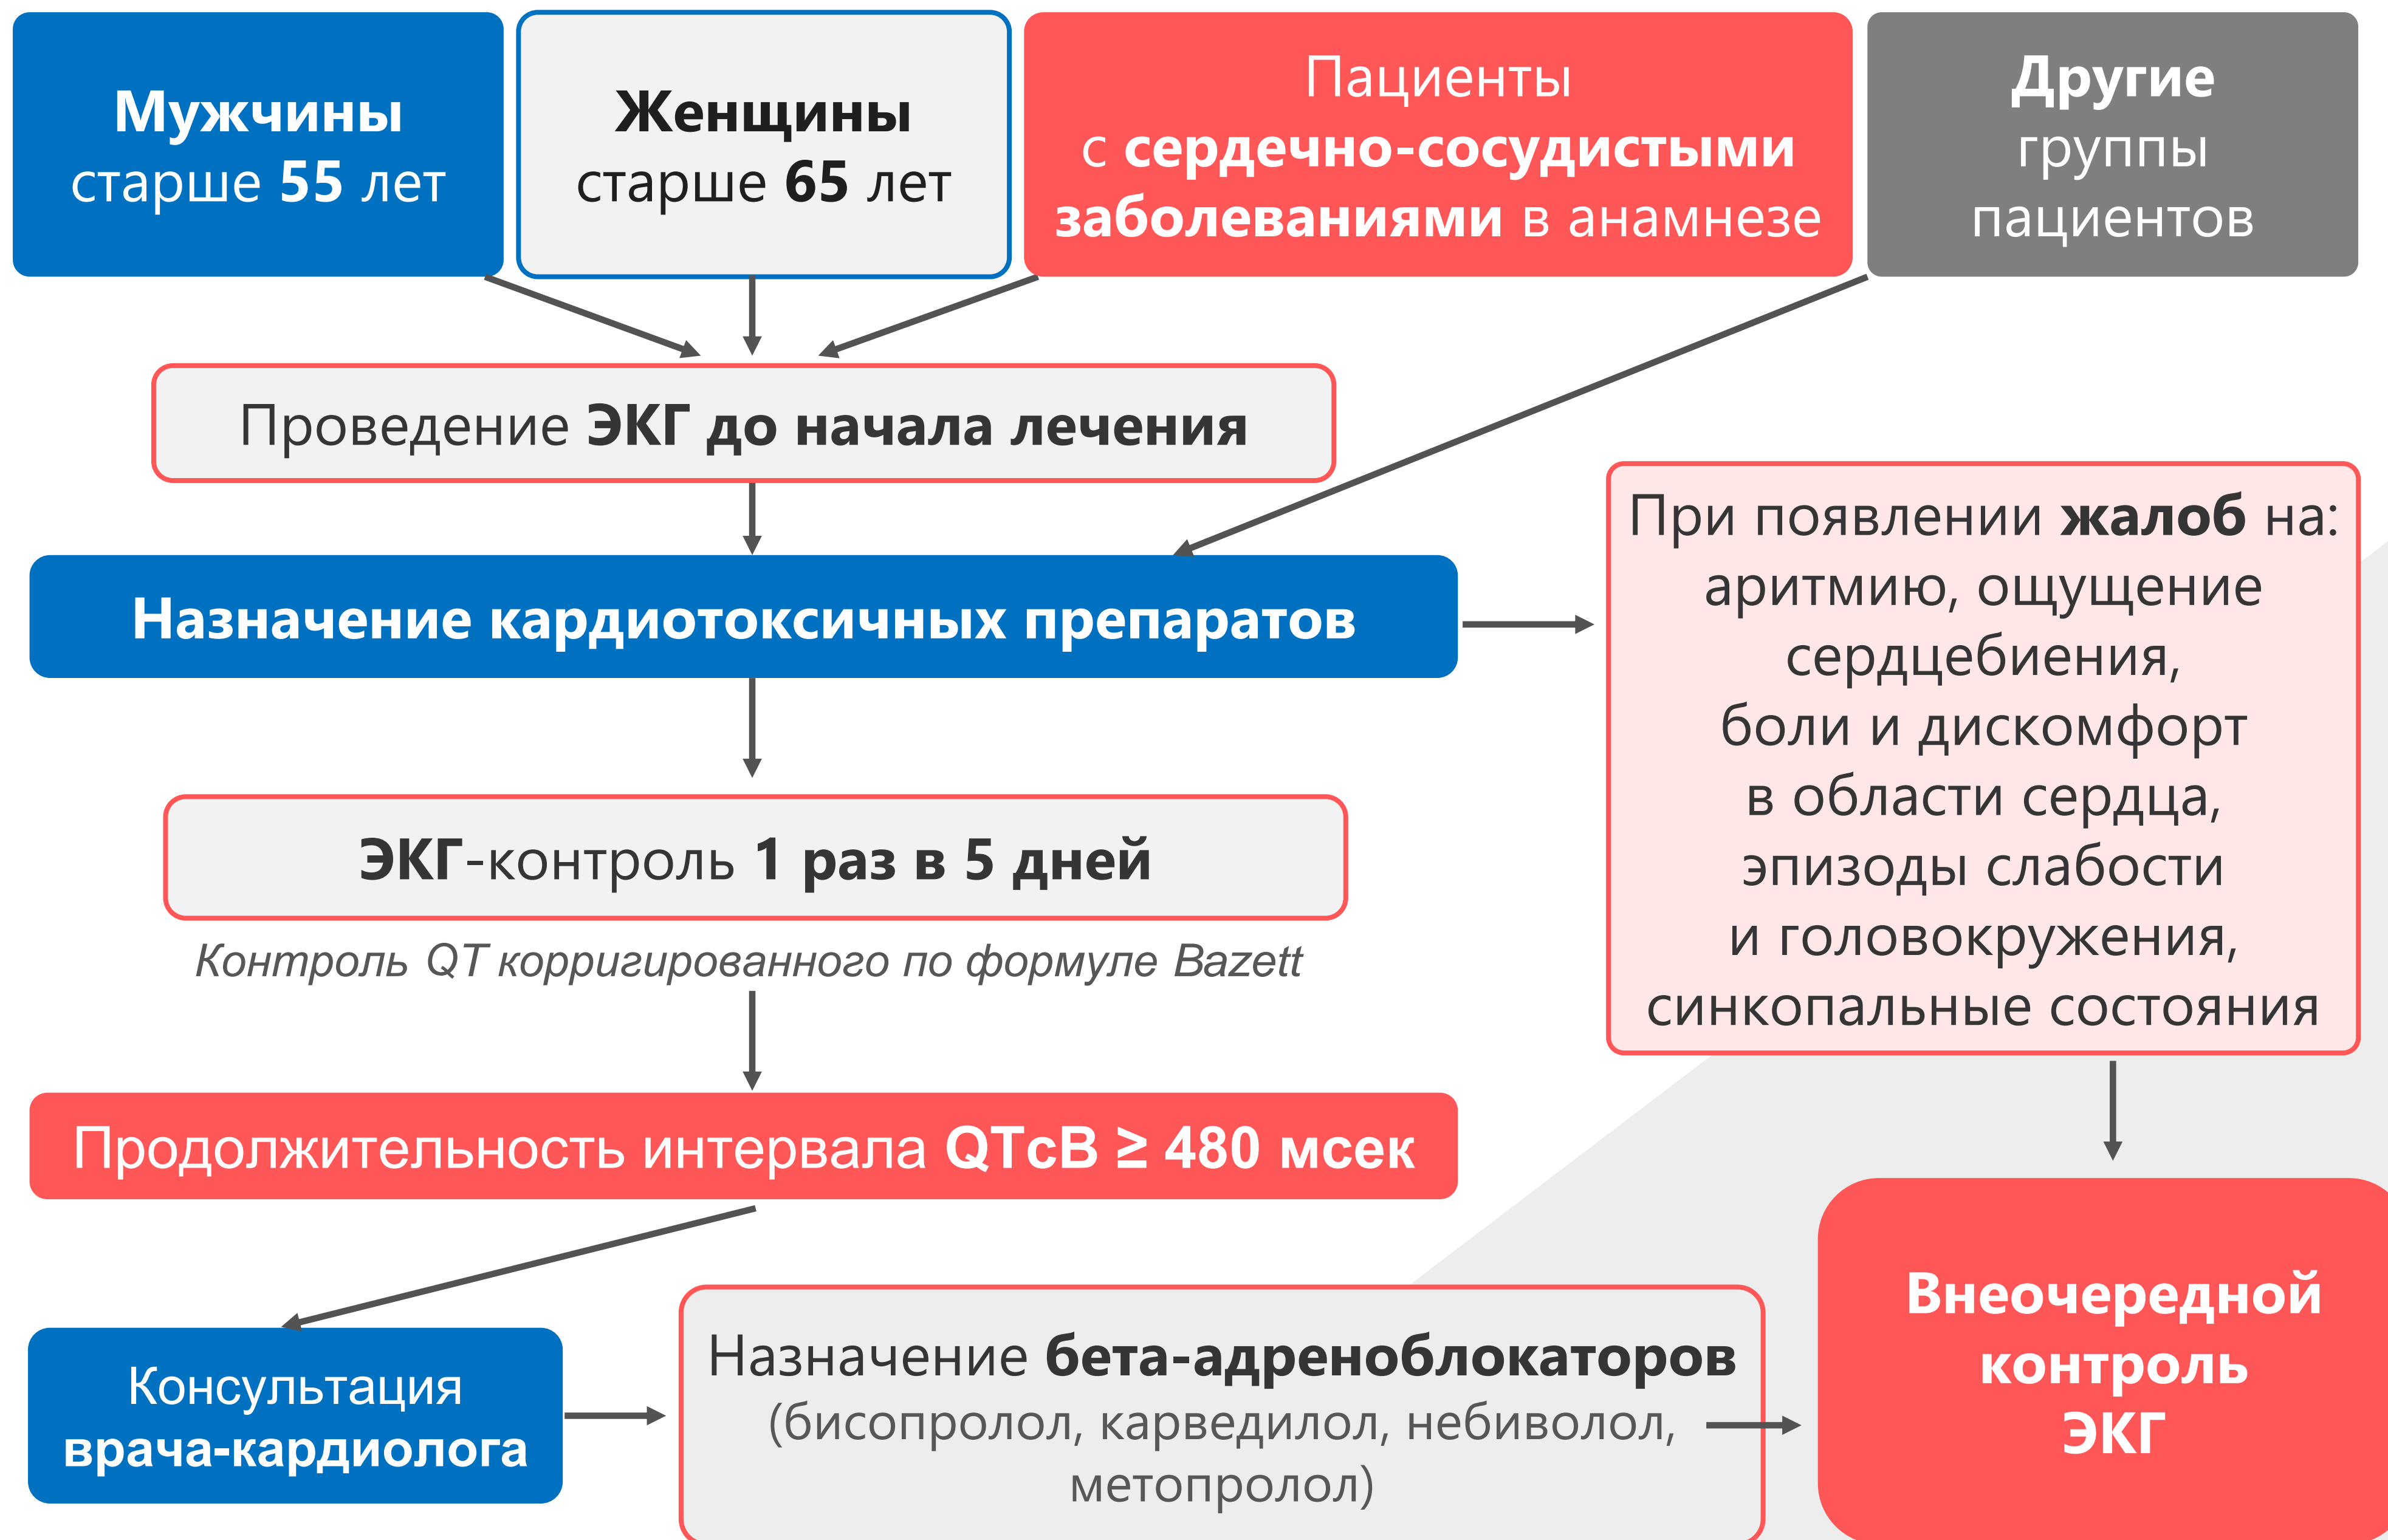 Мужчины
старше 55 лет
Женщины
старше 65 лет
Пациенты
с сердечно-сосудистыми
заболеваниями в анамнезе
Другие
группы
пациентов
Проведение ЭКГ до начала лечения
Назначение кардиотоксичных препаратов
При появлении жалоб на:
аритмию, ощущение
сердцебиения,
боли и дискомфорт
в области сердца,
эпизоды слабости
и головокружения,
синкопальные состояния
ЭКГ-контроль 1 раз в 5 дней
Контроль QT корригированного по формуле Bazett
Продолжительность интервала QTcB ≥ 480 мсек
Консультация
врача-кардиолога
Назначение бета-адреноблокаторов
(бисопролол, карведилол, небиволол,
метопролол)
Внеочередной
контроль
ЭКГ